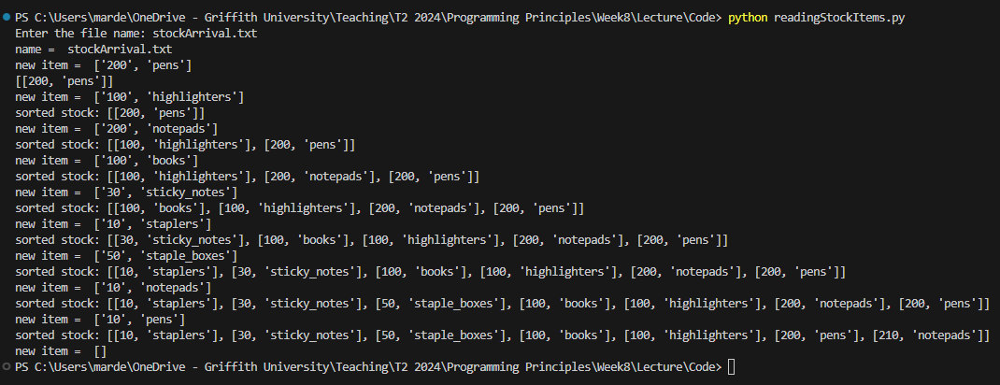 PS C:\Users\marde\OneDrive - Griffith University\Teaching\T2 2024\Programming Principles\Week8\Lecture\Code> python readingStockItems.py
Enter the file name: stockArrival.txt
name =  stockArrival.txt
new item =  ['200', 'pens']
[[200, 'pens']]
new item =  ['100', 'highlighters']
sorted stock: [[200, 'pens']]
new item =  ['200', 'notepads']
sorted stock: [[100, 'highlighters'], [200, 'pens']]
new item =  ['100', 'books']
sorted stock: [[100, 'highlighters'], [200, 'notepads'], [200, 'pens']]
new item =  ['30', 'sticky_notes']
sorted stock: [[100, 'books'], [100, 'highlighters'], [200, 'notepads'], [200, 'pens']]
new item =  ['10', 'staplers']
sorted stock: [[30, 'sticky_notes'], [100, 'books'], [100, 'highlighters'], [200, 'notepads'], [200, 'pens']]
new item =  ['50', 'staple_boxes']
sorted stock: [[10, 'staplers'], [30, 'sticky_notes'], [100, 'books'], [100, 'highlighters'], [200, 'notepads'], [200, 'pens']]
new item =  ['10', 'notepads']
sorted stock: [[10, 'staplers'], [30, 'sticky_notes'], [50, 'staple_boxes'], [100, 'books'], [100, 'highlighters'], [200, 'notepads'], [200, 'pens']]
new item =  ['10', 'pens']
sorted stock: [[10, 'staplers'], [30, 'sticky_notes'], [50, 'staple_boxes'], [100, 'books'], [100, 'highlighters'], [200, 'pens'], [210, 'notepads']]
new item =  []
PS C:\Users\marde\OneDrive - Griffith University\Teaching\T2 2024\Programming Principles\Week8\Lecture\Code>